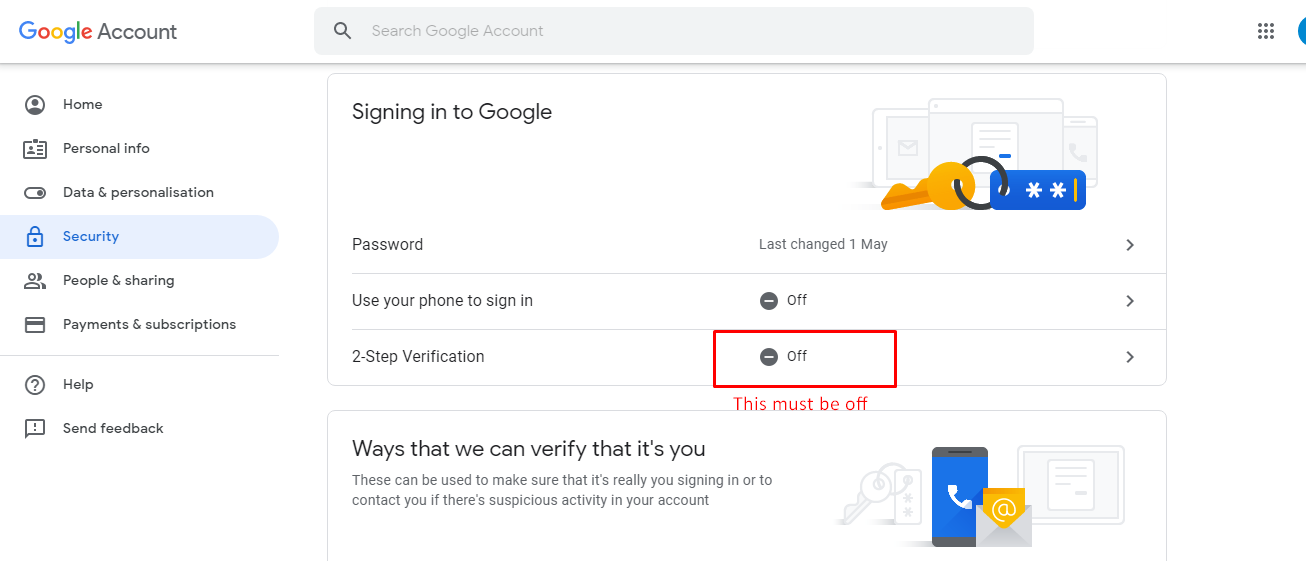 Google Account
Search Google Account
Home
Personal info
Data & personalisation
Security
People & sharing
Payments & subscriptions
Help
Send feedback
Signing in to Google
**
Password
Last changed 1 May
Use your phone to sign in
Off
2-Step Verification
Off
This must be off
Ways that we can verify that it's you
These can be used to make sure that it's really you signing in or to
contact you if there's suspicious activity in your account
@